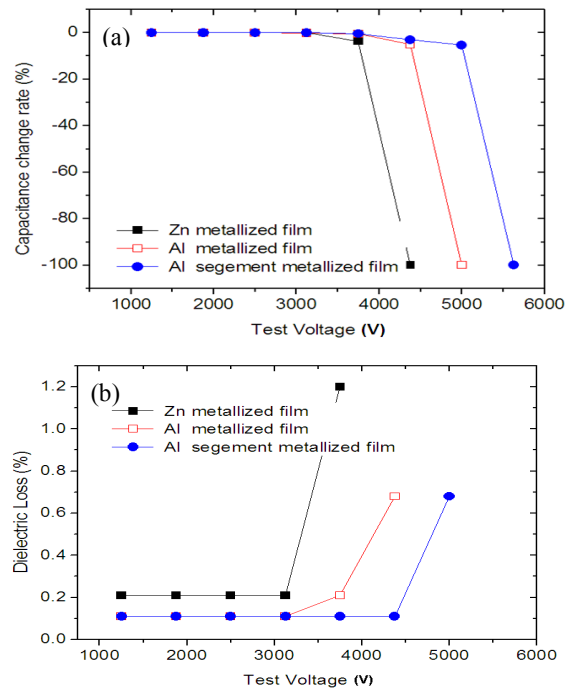 (a)
0
-20
-40
-60
-80
-100
Capacitance change rate (%)
Zn metallized film
Al metallized film
Al segement metallized film
1000 2000 3000 4000 5000 6000
Test Voltage (V)
(b)
1.2
1.0
0.8
0.6
0.4
0.2
0.0
Dielectric Loss (%)
Zn metallized film
Al metallized film
Al segement metallized film
1000 2000 3000 4000 5000 6000
Test Voltage (V)